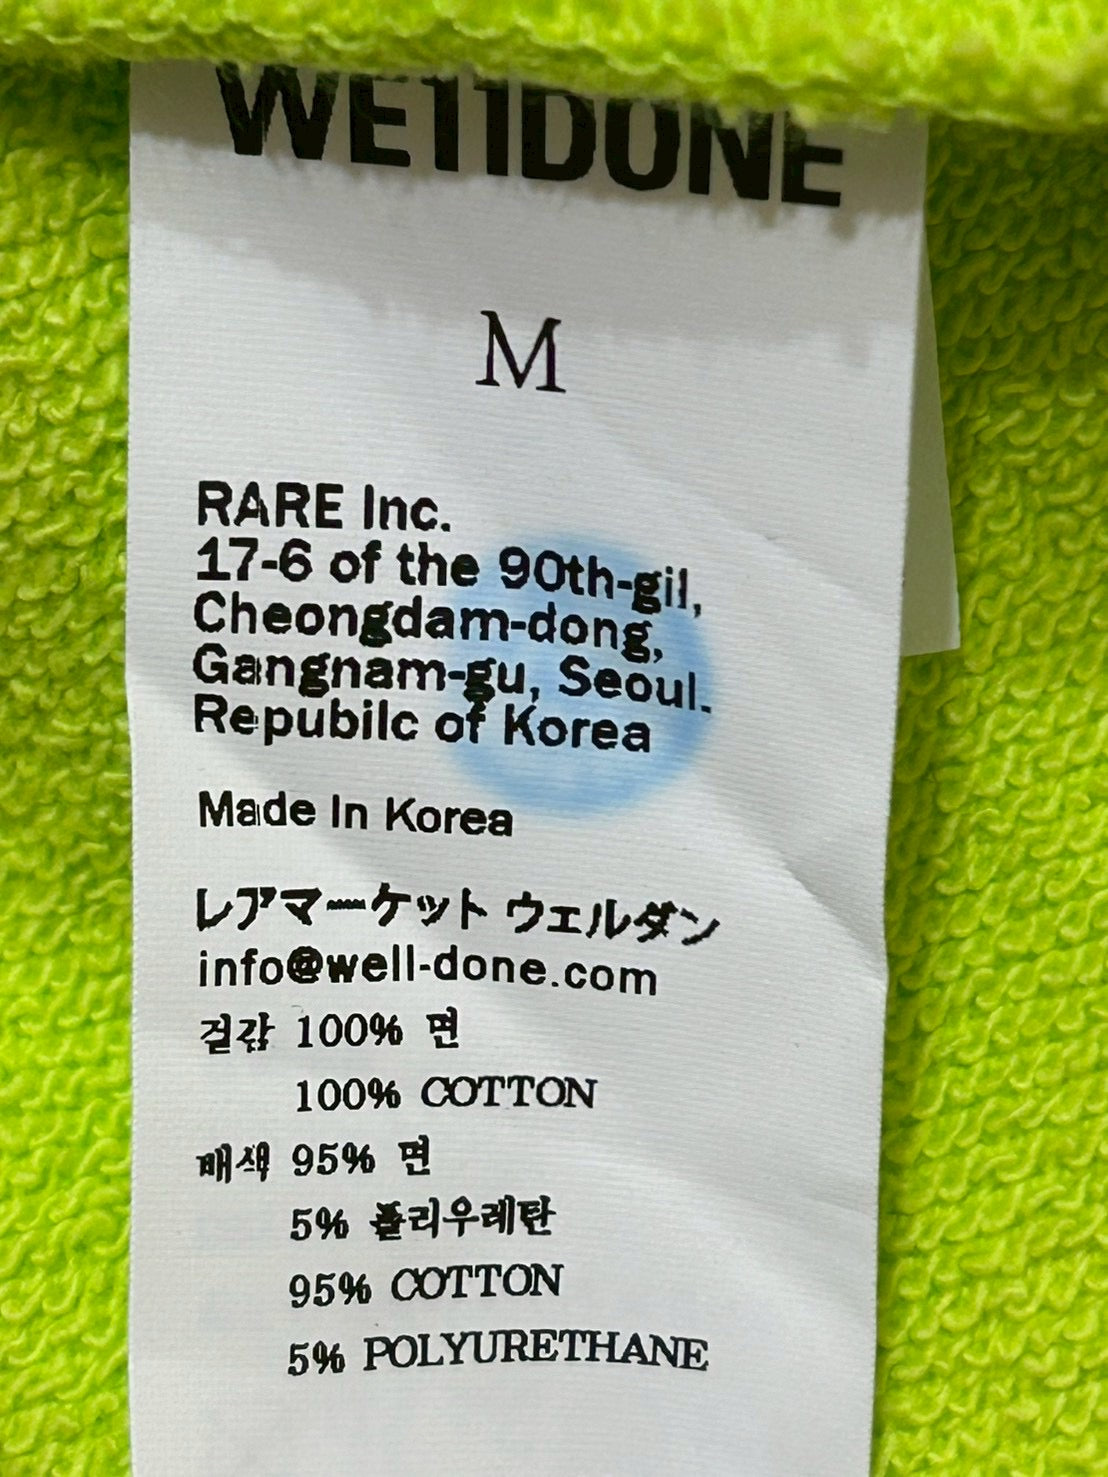 WE11DONE
M
RARE Inc.
17-6 of the 90th-gil,
Cheongdam-dong,
Gangnam-gu, Seoul.
Repubilc of Korea
Made In Korea
レアマーケット ウェルダン
info@well-done.com
겉감 100% 면
100% COTTON
배색 95% 면
5% 폴리우레탄
95% COTTON
5% POLYURETHANE